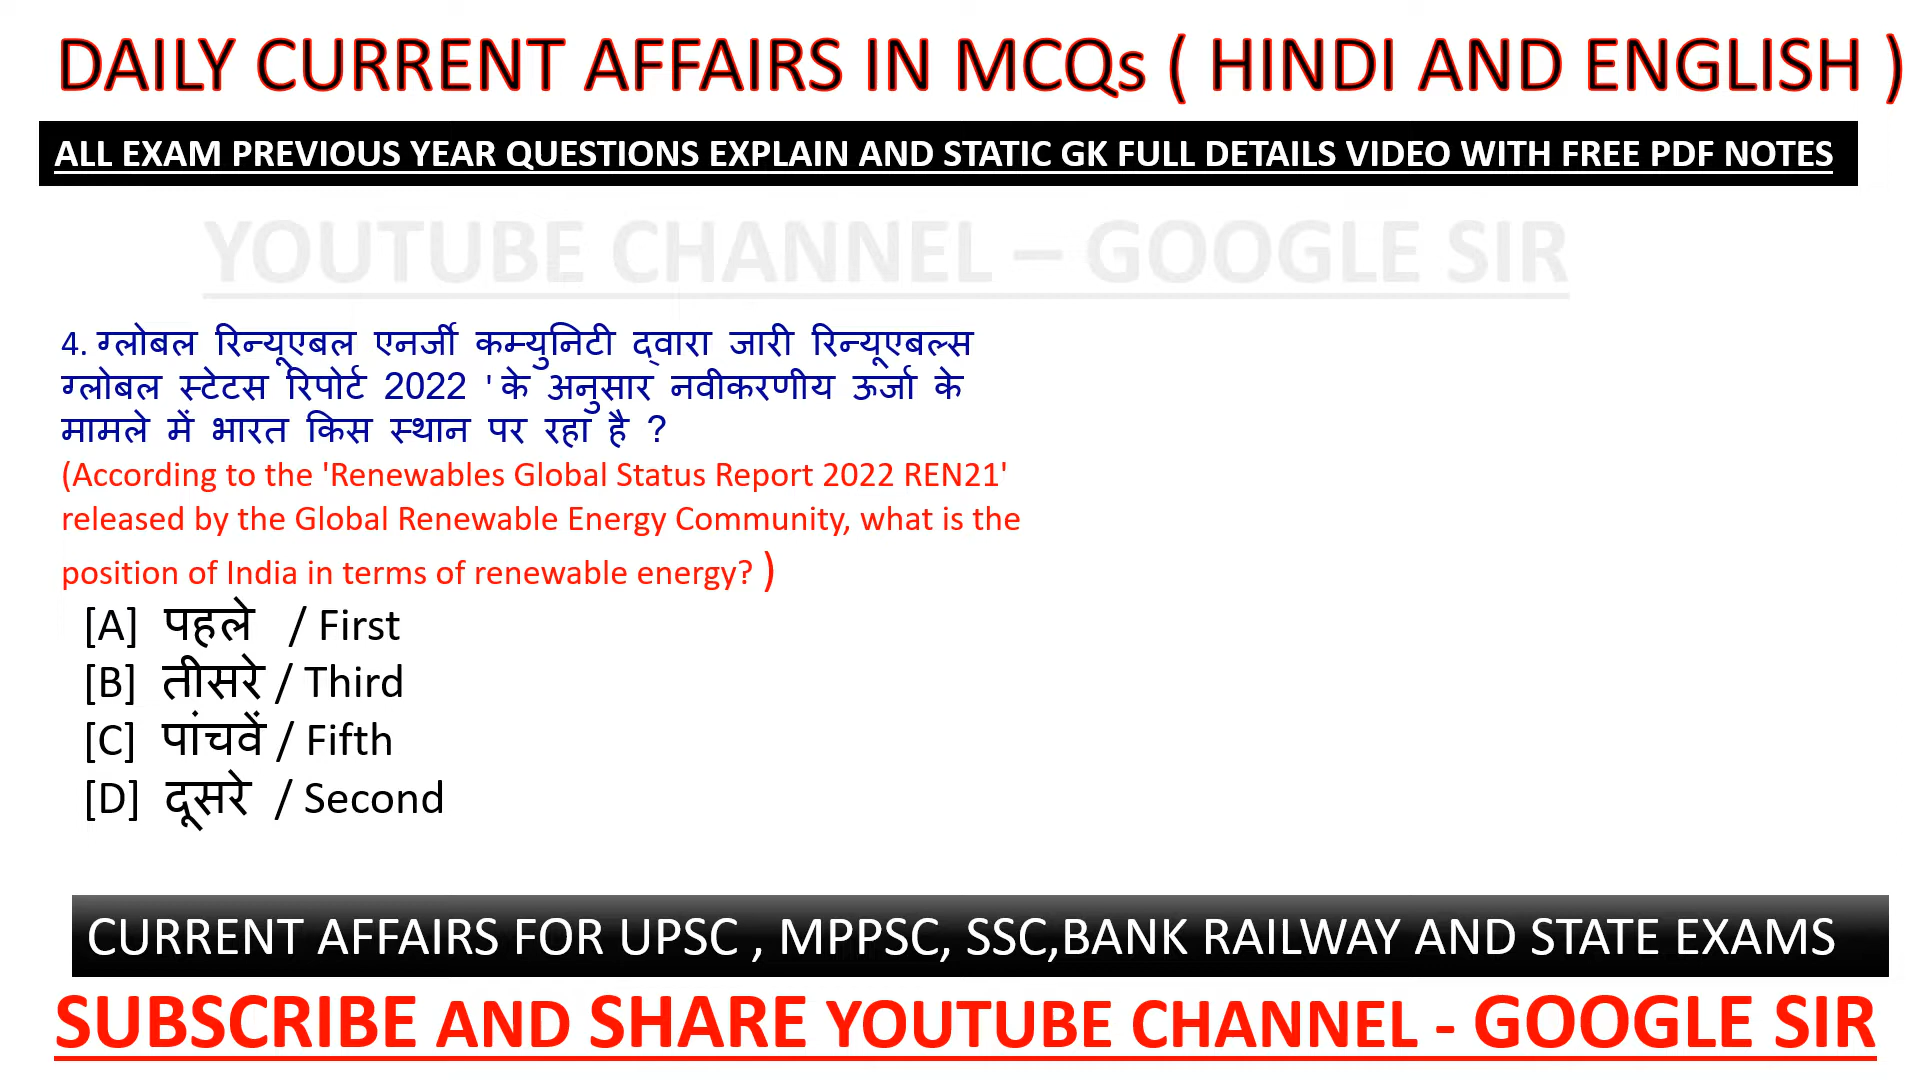 DAILY CURRENT AFFAIRS IN MCQs ( HINDI AND ENGLISH )
ALL EXAM PREVIOUS YEAR QUESTIONS EXPLAIN AND STATIC GK FULL DETAILS VIDEO WITH FREE PDF NOTES
YOUTUBE CHANNEL – GOOGLE SIR
4. ग्लोबल रिन्यूएबल एनर्जी कम्युनिटी द्वारा जारी रिन्यूएबल्स
ग्लोबल स्टेटस रिपोर्ट 2022 ' के अनुसार नवीकरणीय ऊर्जा के
मामले में भारत किस स्थान पर रहा है ?
(According to the 'Renewables Global Status Report 2022 REN21'
released by the Global Renewable Energy Community, what is the
position of India in terms of renewable energy? )
[A] पहले / First
[B] तीसरे / Third
[C] पांचवें / Fifth
[D] दूसरे / Second
CURRENT AFFAIRS FOR UPSC , MPPSC, SSC,BANK RAILWAY AND STATE EXAMS
SUBSCRIBE AND SHARE YOUTUBE CHANNEL - GOOGLE SIR